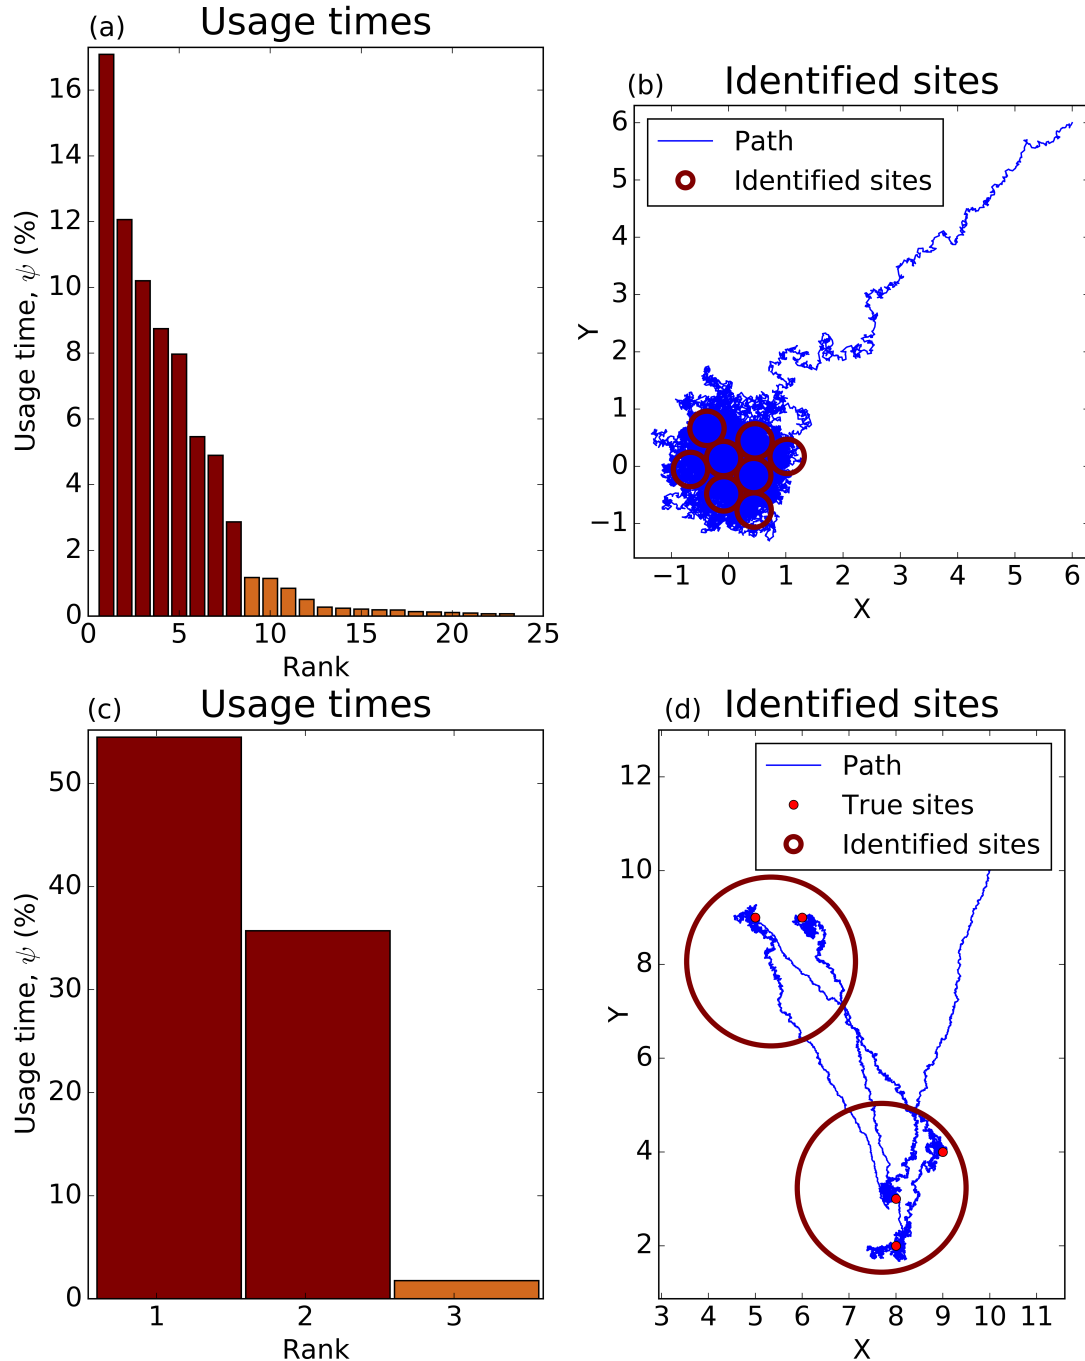 (a) Usage times
16
14
12
10
8
6
4
2
0
Usage time, ψ (%)
0 5 10 15 20 25
Rank
(b) Identified sites
Path
Identified sites
6
5
4
3
2
1
0
−1
Y
−1 0 1 2 3 4 5 6
X
(c) Usage times
50
40
30
20
10
0
Usage time, ψ (%)
1 2 3
Rank
(d) Identified sites
Path
True sites
Identified sites
12
10
8
6
4
2
Y
3 4 5 6 7 8 9 10 11
X